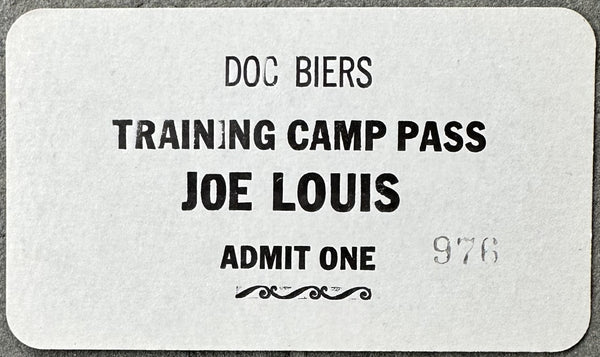 DOC BIERS
TRAINING CAMP PASS
JOE LOUIS
ADMIT ONE 976